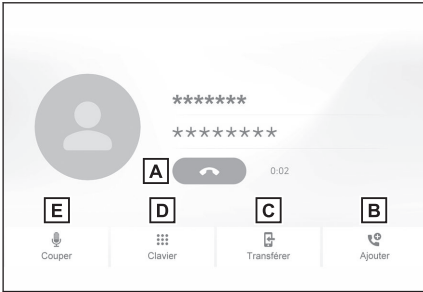 *******
********
A
0:02
E D C B
Couper Clavier Transférer Ajouter